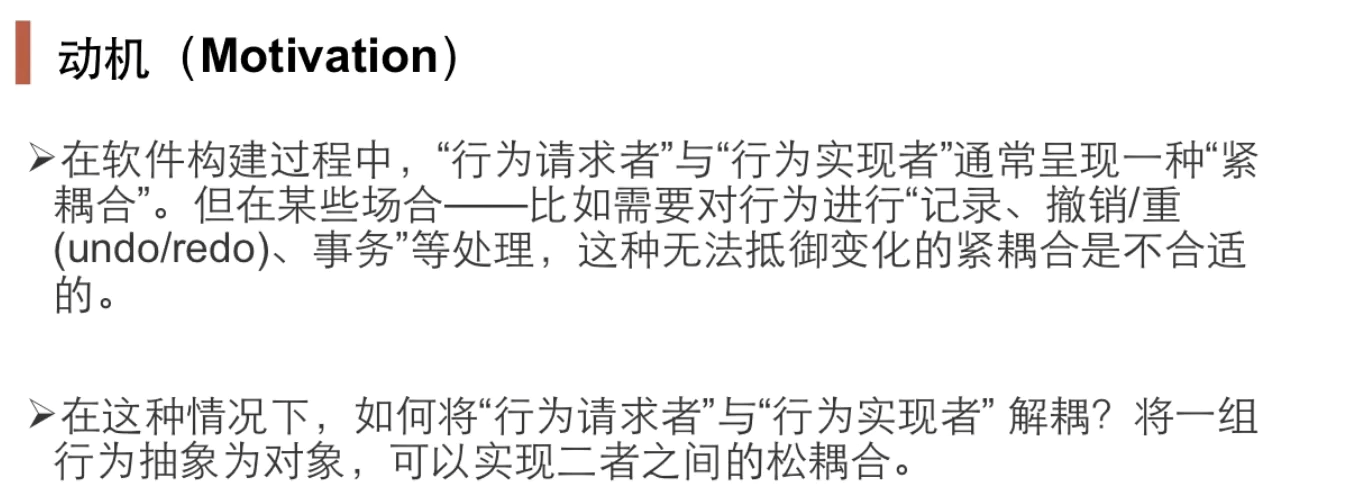 动机（Motivation）
➢在软件构建过程中，“行为请求者”与“行为实现者”通常呈现一种“紧
耦合”。但在某些场合——比如需要对行为进行“记录、撤销/重
(undo/redo)、事务”等处理，这种无法抵御变化的紧耦合是不合适
的。
➢在这种情况下，如何将“行为请求者”与“行为实现者” 解耦？将一组
行为抽象为对象，可以实现二者之间的松耦合。